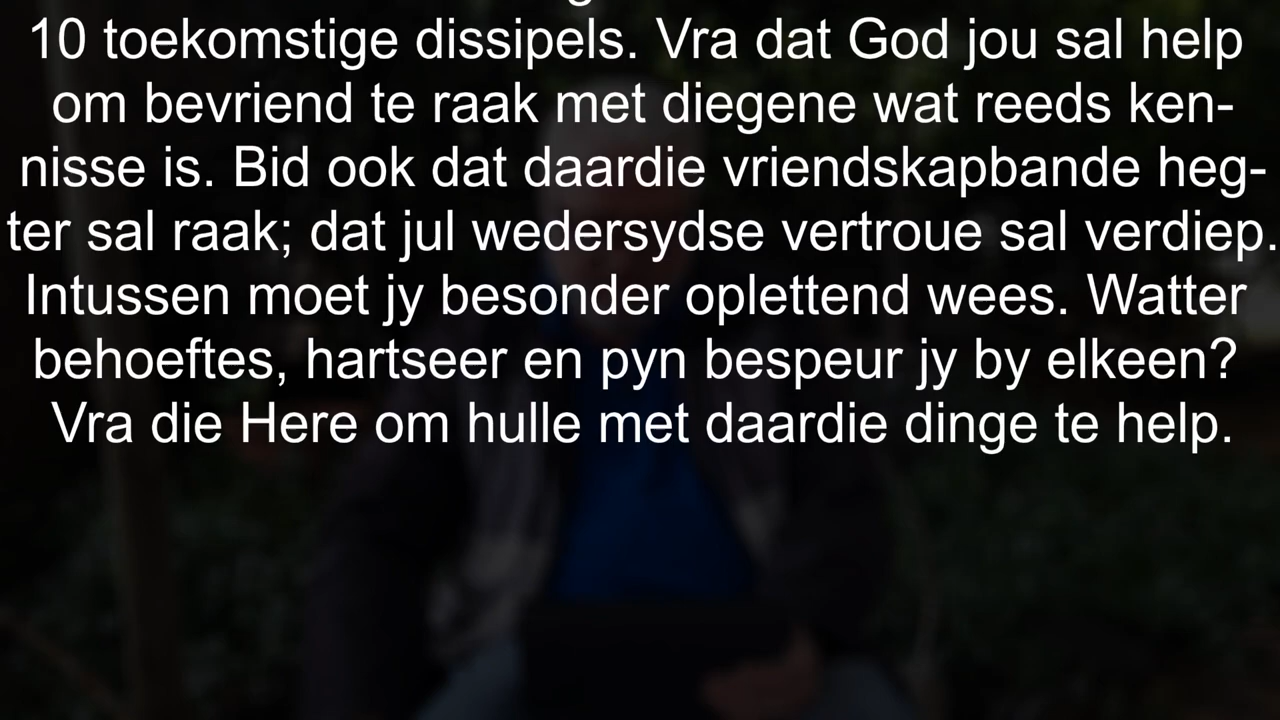 10 toekomstige dissipels. Vra dat God jou sal help
om bevriend te raak met diegene wat reeds ken-
nisse is. Bid ook dat daardie vriendskapbande heg-
ter sal raak; dat jul wedersydse vertroue sal verdiep.
Intussen moet jy besonder oplettend wees. Watter
behoeftes, hartseer en pyn bespeur jy by elkeen?
Vra die Here om hulle met daardie dinge te help.